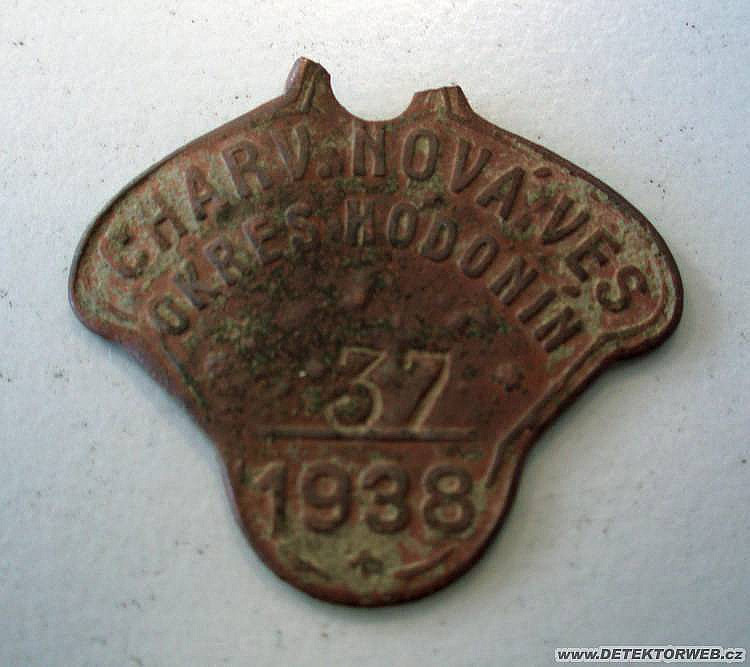 CHARV. NOVÁ VES
OKRES HODONÍN
37
1938
www.DETEKTORWEB.cz